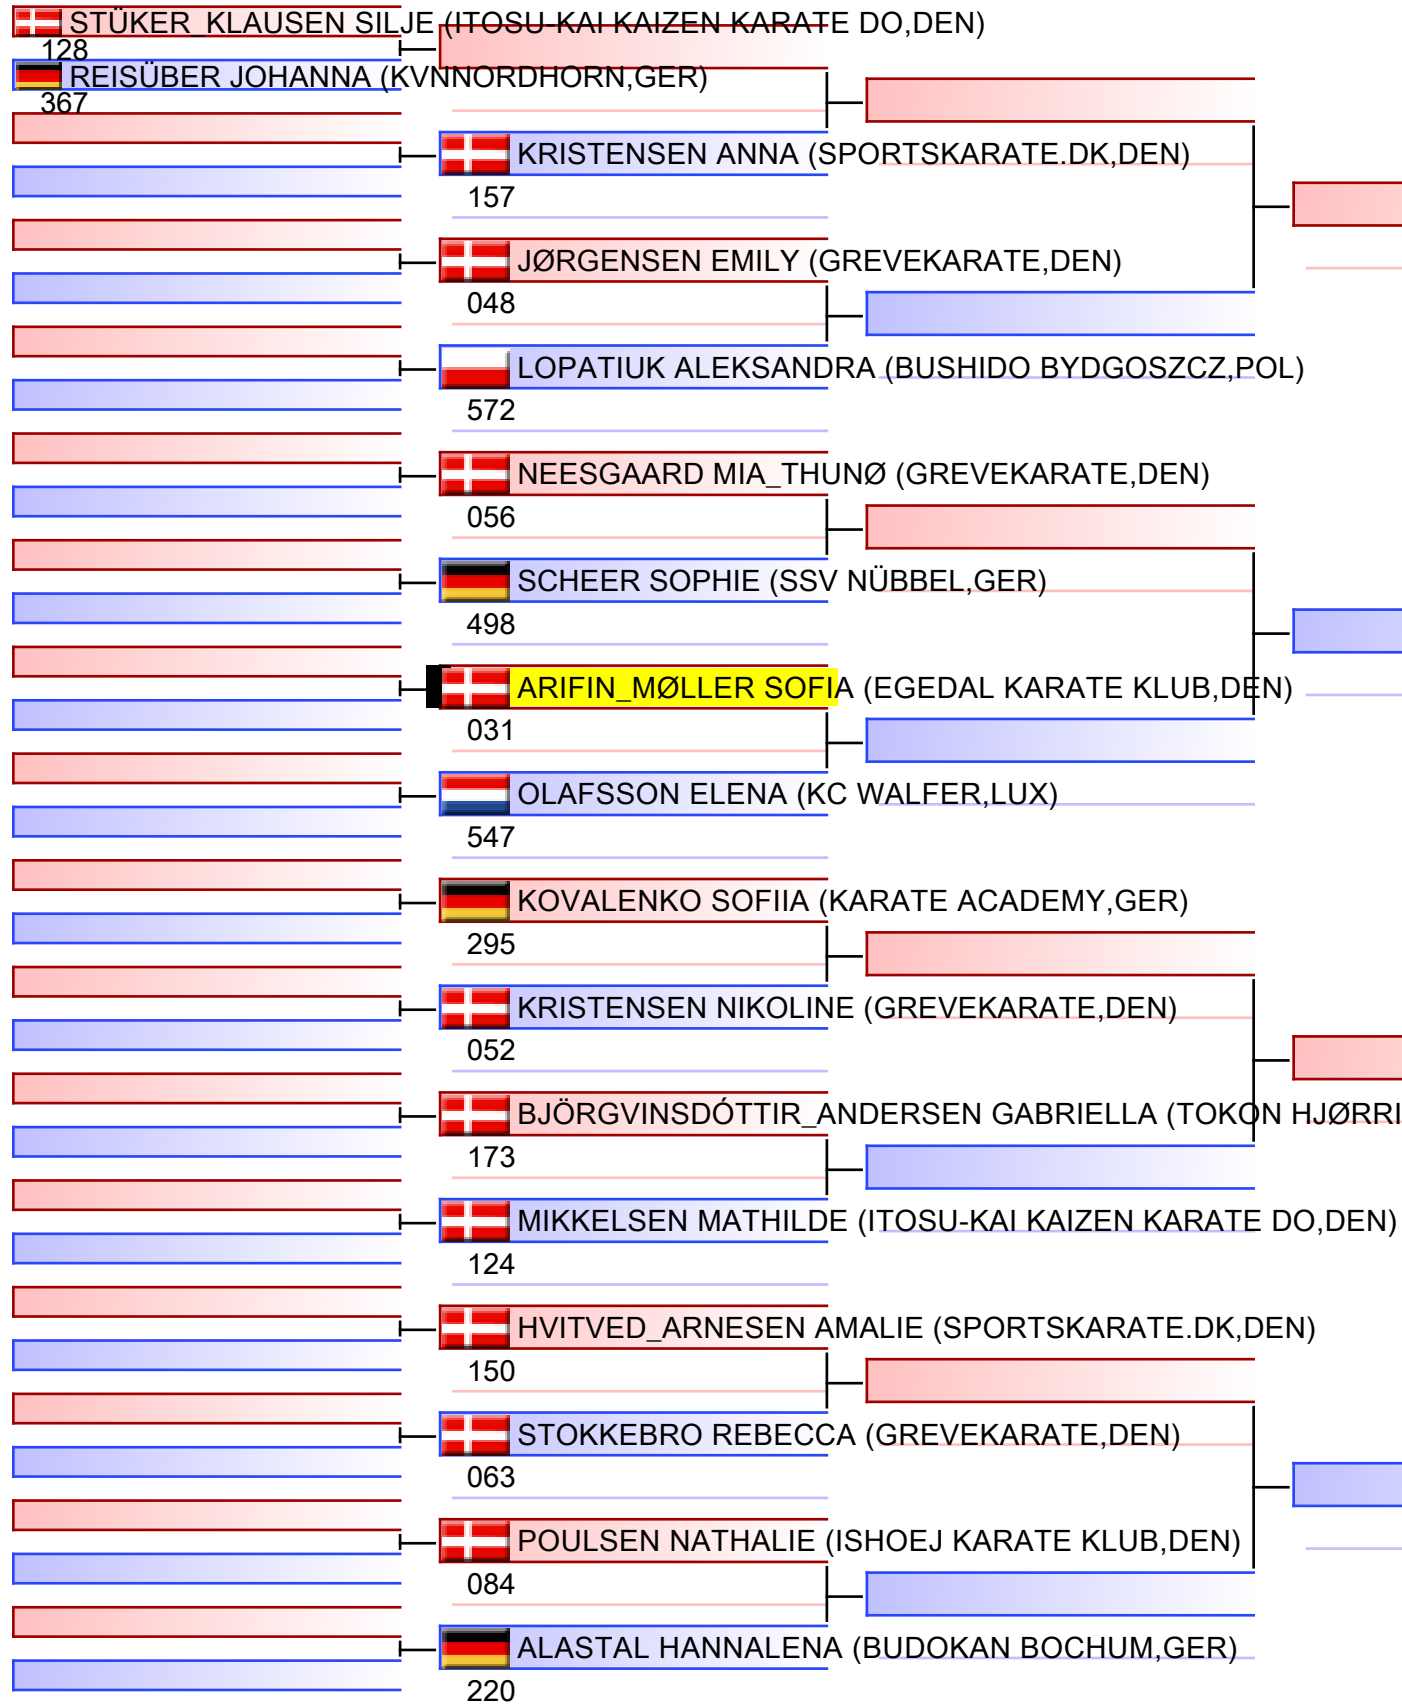 STÜKER_KLAUSEN SILJE (ITOSU-KAI KAIZEN KARATE DO,DEN)
128
REISÜBER JOHANNA (KVNNORDHORN,GER)
367
KRISTENSEN ANNA (SPORTSKARATE.DK,DEN)
157
JØRGENSEN EMILY (GREVEKARATE,DEN)
048
LOPATIUK ALEKSANDRA (BUSHIDO BYDGOSZCZ,POL)
572
NEESGAARD MIA_THUNØ (GREVEKARATE,DEN)
056
SCHEER SOPHIE (SSV NÜBBEL,GER)
498
ARIFIN_MØLLER SOFIA (EGEDAL KARATE KLUB,DEN)
031
OLAFSSON ELENA (KC WALFER,LUX)
547
KOVALENKO SOFIIA (KARATE ACADEMY,GER)
295
KRISTENSEN NIKOLINE (GREVEKARATE,DEN)
052
BJÖRGVINSDÓTTIR_ANDERSEN GABRIELLA (TOKON HJØRRI
173
MIKKELSEN MATHILDE (ITOSU-KAI KAIZEN KARATE DO,DEN)
124
HVITVED_ARNESEN AMALIE (SPORTSKARATE.DK,DEN)
150
STOKKEBRO REBECCA (GREVEKARATE,DEN)
063
POULSEN NATHALIE (ISHOEJ KARATE KLUB,DEN)
084
ALASTAL HANNALENA (BUDOKAN BOCHUM,GER)
220